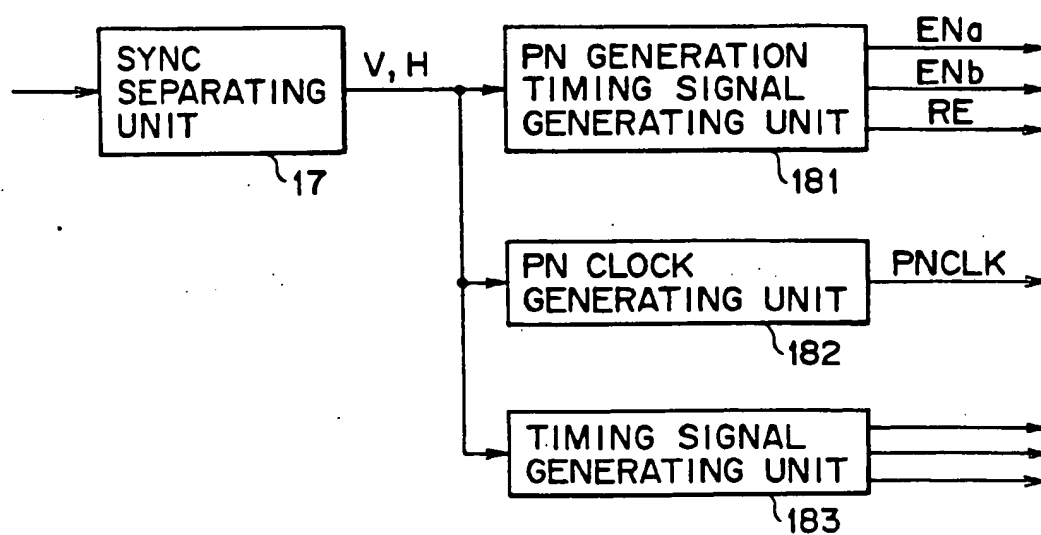 SYNC
SEPARATING
UNIT
17
V, H
PN GENERATION
TIMING SIGNAL
GENERATING UNIT
181
ENa
ENb
RE
PN CLOCK
GENERATING UNIT
182
PNCLK
TIMING SIGNAL
GENERATING UNIT
183